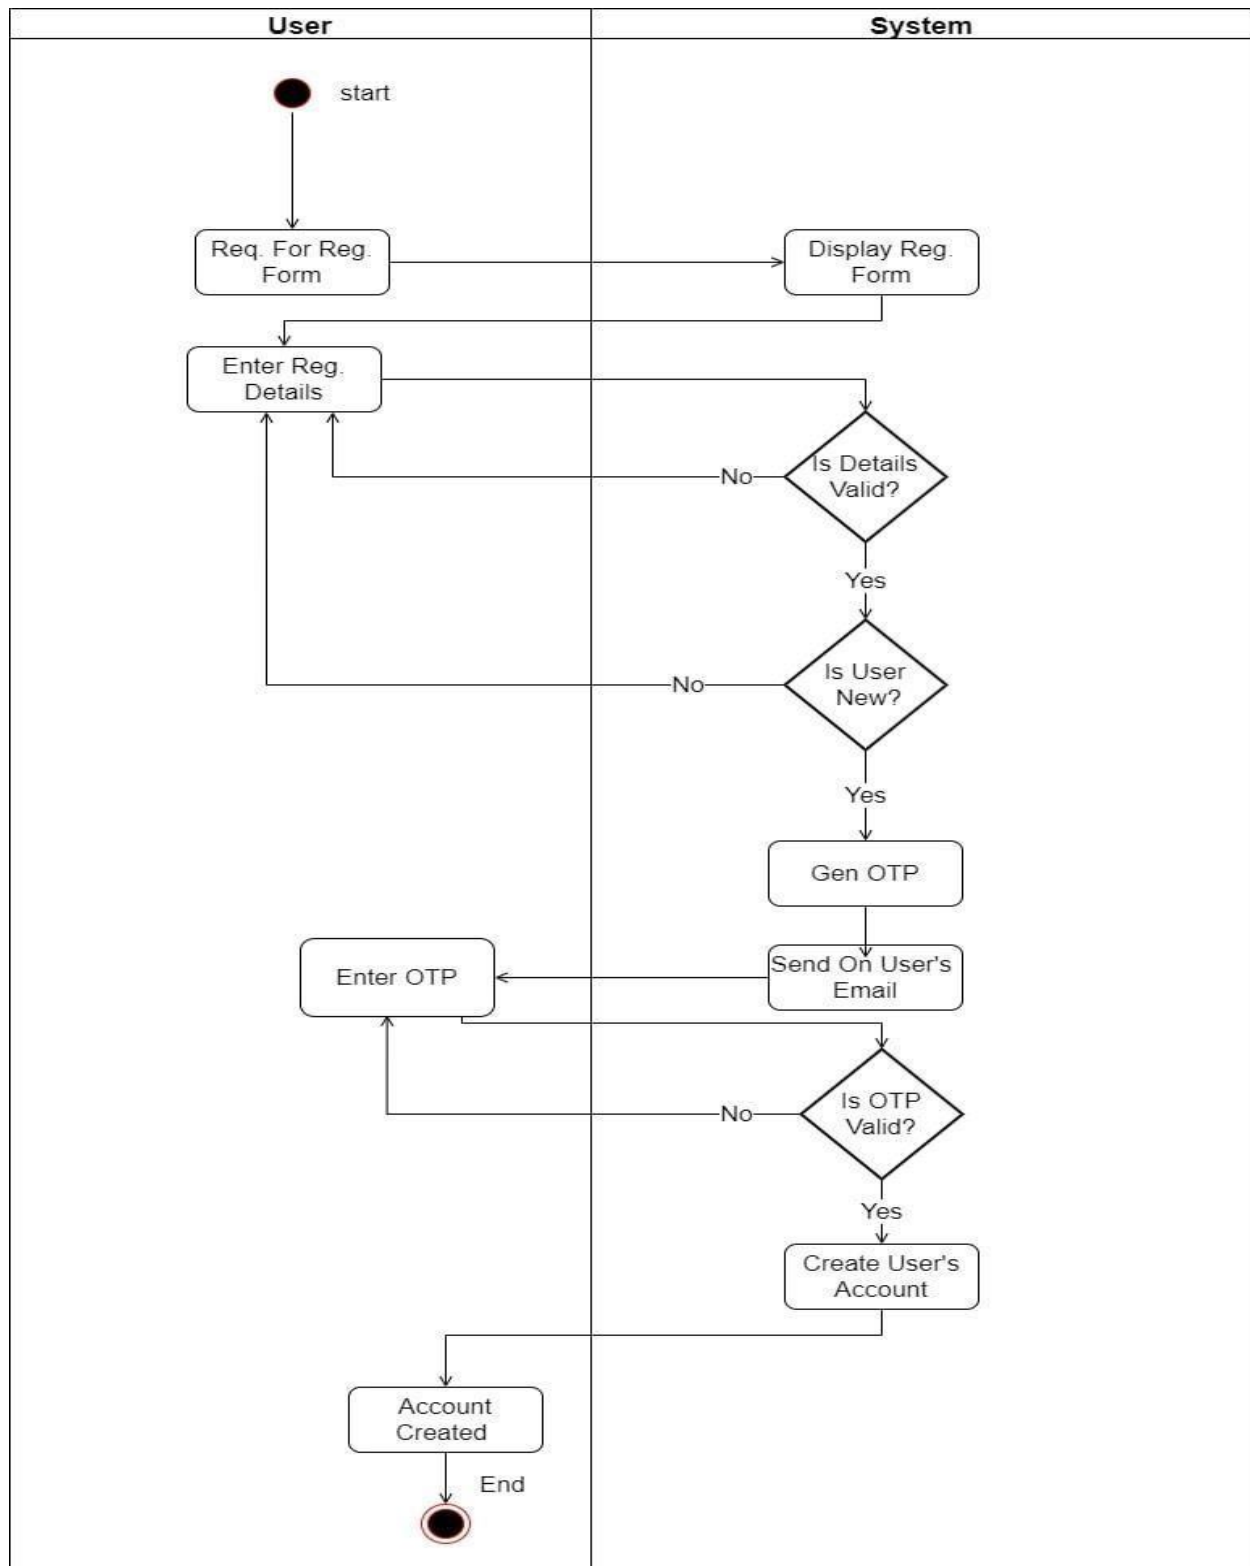 User
System
start
Req. For Reg.
Form
Display Reg.
Form
Enter Reg.
Details
Is Details
Valid?
No
Yes
Is User
New?
No
Yes
Gen OTP
Send On User's
Email
Enter OTP
Is OTP
Valid?
No
Yes
Create User's
Account
Account
Created
End